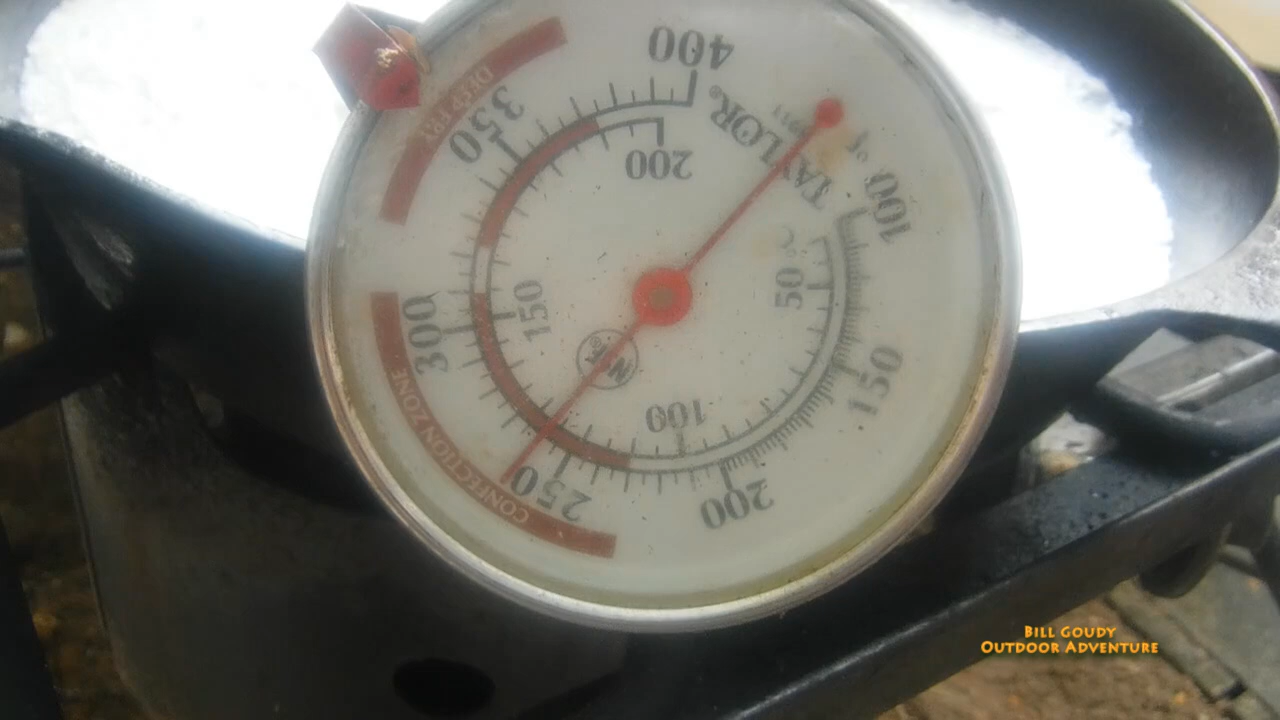 TAYLOR®
°F
100
150
200
250
300
350
400
°C
50
100
150
200
DEEP FRY
CONFECTION ZONE
BILL GOUDY
OUTDOOR ADVENTURE